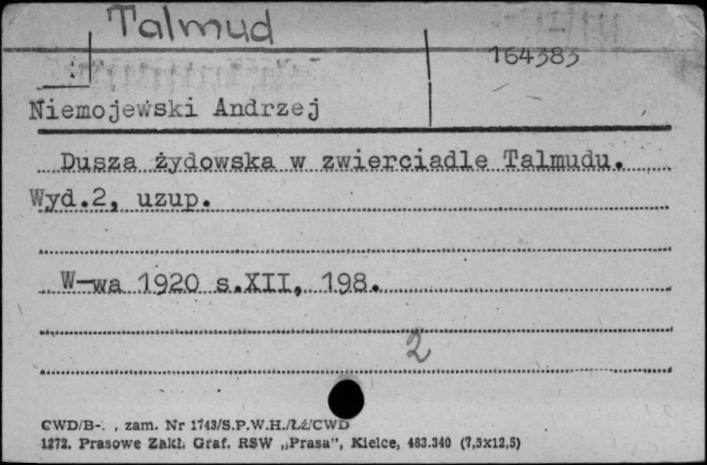 Talmud
164383
Niemojewski Andrzej
Dusza żydowska w zwierciadle Talmudu.
Wyd.2, uzup.
W-wa 1920 s.XII, 198.
2
CWD/B-. , zam. Nr 1743/S.P.W.H./Łź/CWD
1272. Prasowe Zakł. Graf. RSW „Prasa”, Kielce, 483.340 (7,5x12,5)